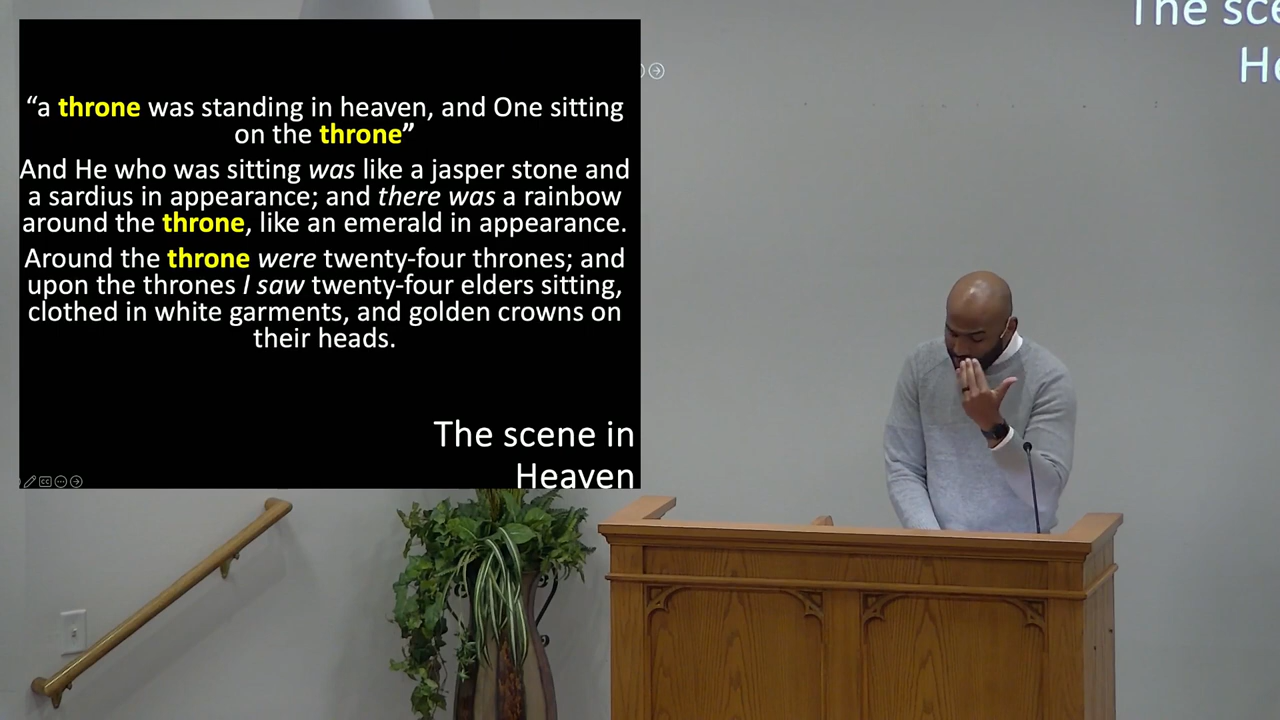 “a throne was standing in heaven, and One sitting
on the throne”
And He who was sitting was like a jasper stone and
a sardius in appearance; and there was a rainbow
around the throne, like an emerald in appearance.
Around the throne were twenty-four thrones; and
upon the thrones I saw twenty-four elders sitting,
clothed in white garments, and golden crowns on
their heads.
The scene in
Heaven
The sce
He